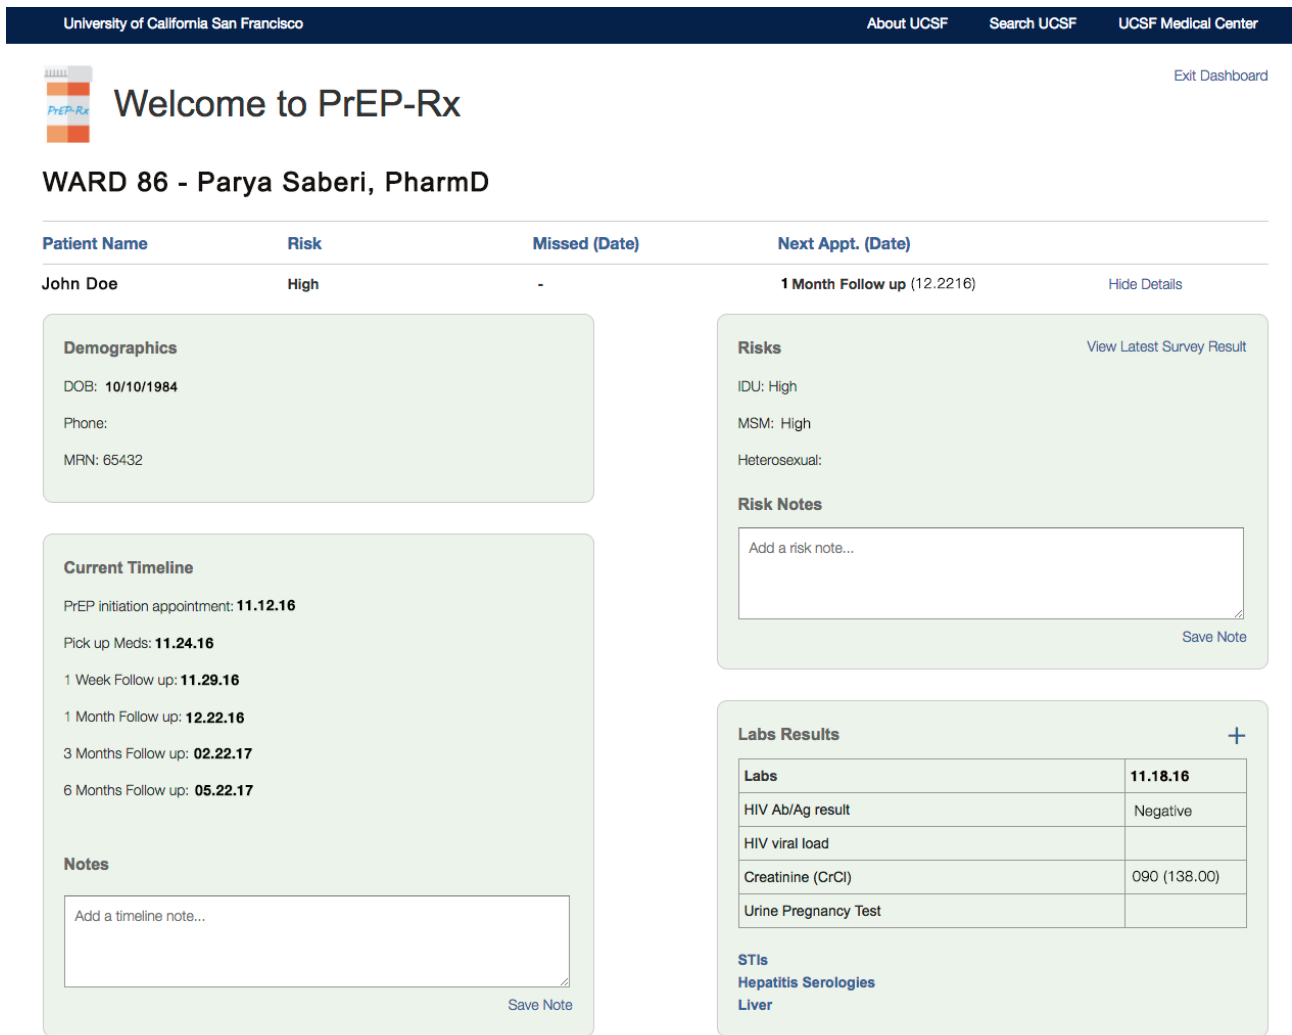 University of California San Francisco About UCSF Search UCSF UCSF Medical Center
Exit Dashboard
PrEP-Rx
Welcome to PrEP-Rx
WARD 86 - Parya Saberi, PharmD
Patient Name Risk Missed (Date) Next Appt. (Date)
John Doe High - 1 Month Follow up (12.2216) Hide Details
Demographics
DOB: 10/10/1984
Phone:
MRN: 65432
Current Timeline
PrEP initiation appointment: 11.12.16
Pick up Meds: 11.24.16
1 Week Follow up: 11.29.16
1 Month Follow up: 12.22.16
3 Months Follow up: 02.22.17
6 Months Follow up: 05.22.17
Notes
Add a timeline note...
Save Note
Risks View Latest Survey Result
IDU: High
MSM: High
Heterosexual:
Risk Notes
Add a risk note...
Save Note
Labs Results +
Labs 11.18.16
HIV Ab/Ag result Negative
HIV viral load
Creatinine (CrCl) 090 (138.00)
Urine Pregnancy Test
STIs
Hepatitis Serologies
Liver